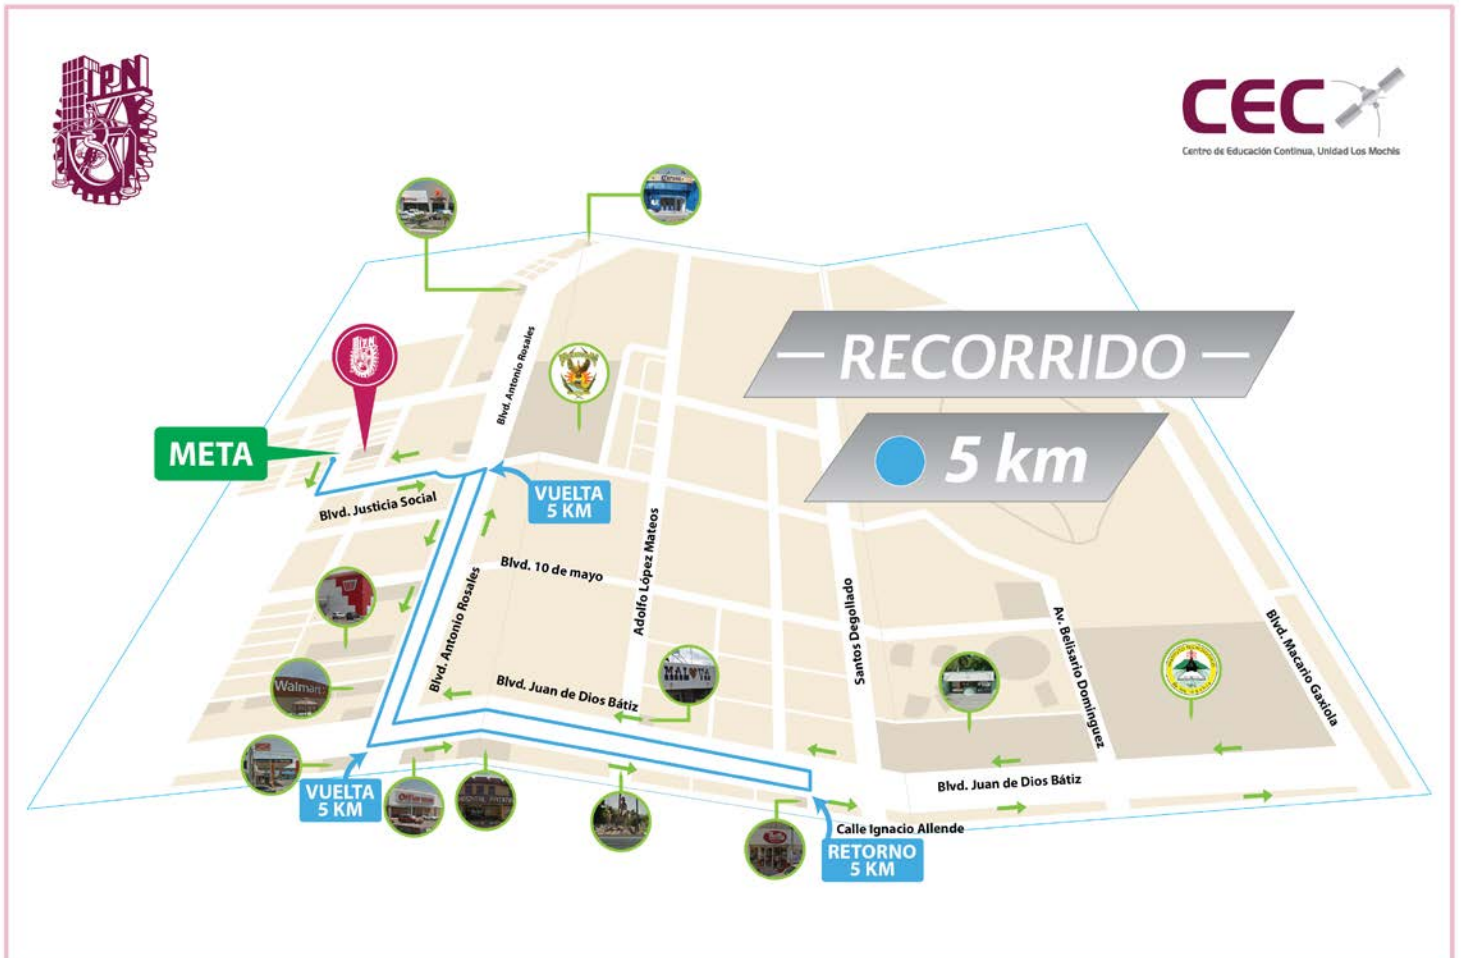 IPN
CEC
Centro de Educación Continua, Unidad Los Mochis
RECORRIDO
5 km
Blvd. Antonio Rosales
META
VUELTA
5 KM
Blvd. Justicia Social
Blvd. 10 de mayo
Adolfo López Mateos
Blvd. Antonio Rosales
Santos Degollado
Av. Belisario Dominguez
Blvd. Macario Gaxiola
Walmart
Blvd. Juan de Dios Bátiz
Blvd. Juan de Dios Bátiz
VUELTA
5 KM
Calle Ignacio Allende
RETORNO
5 KM